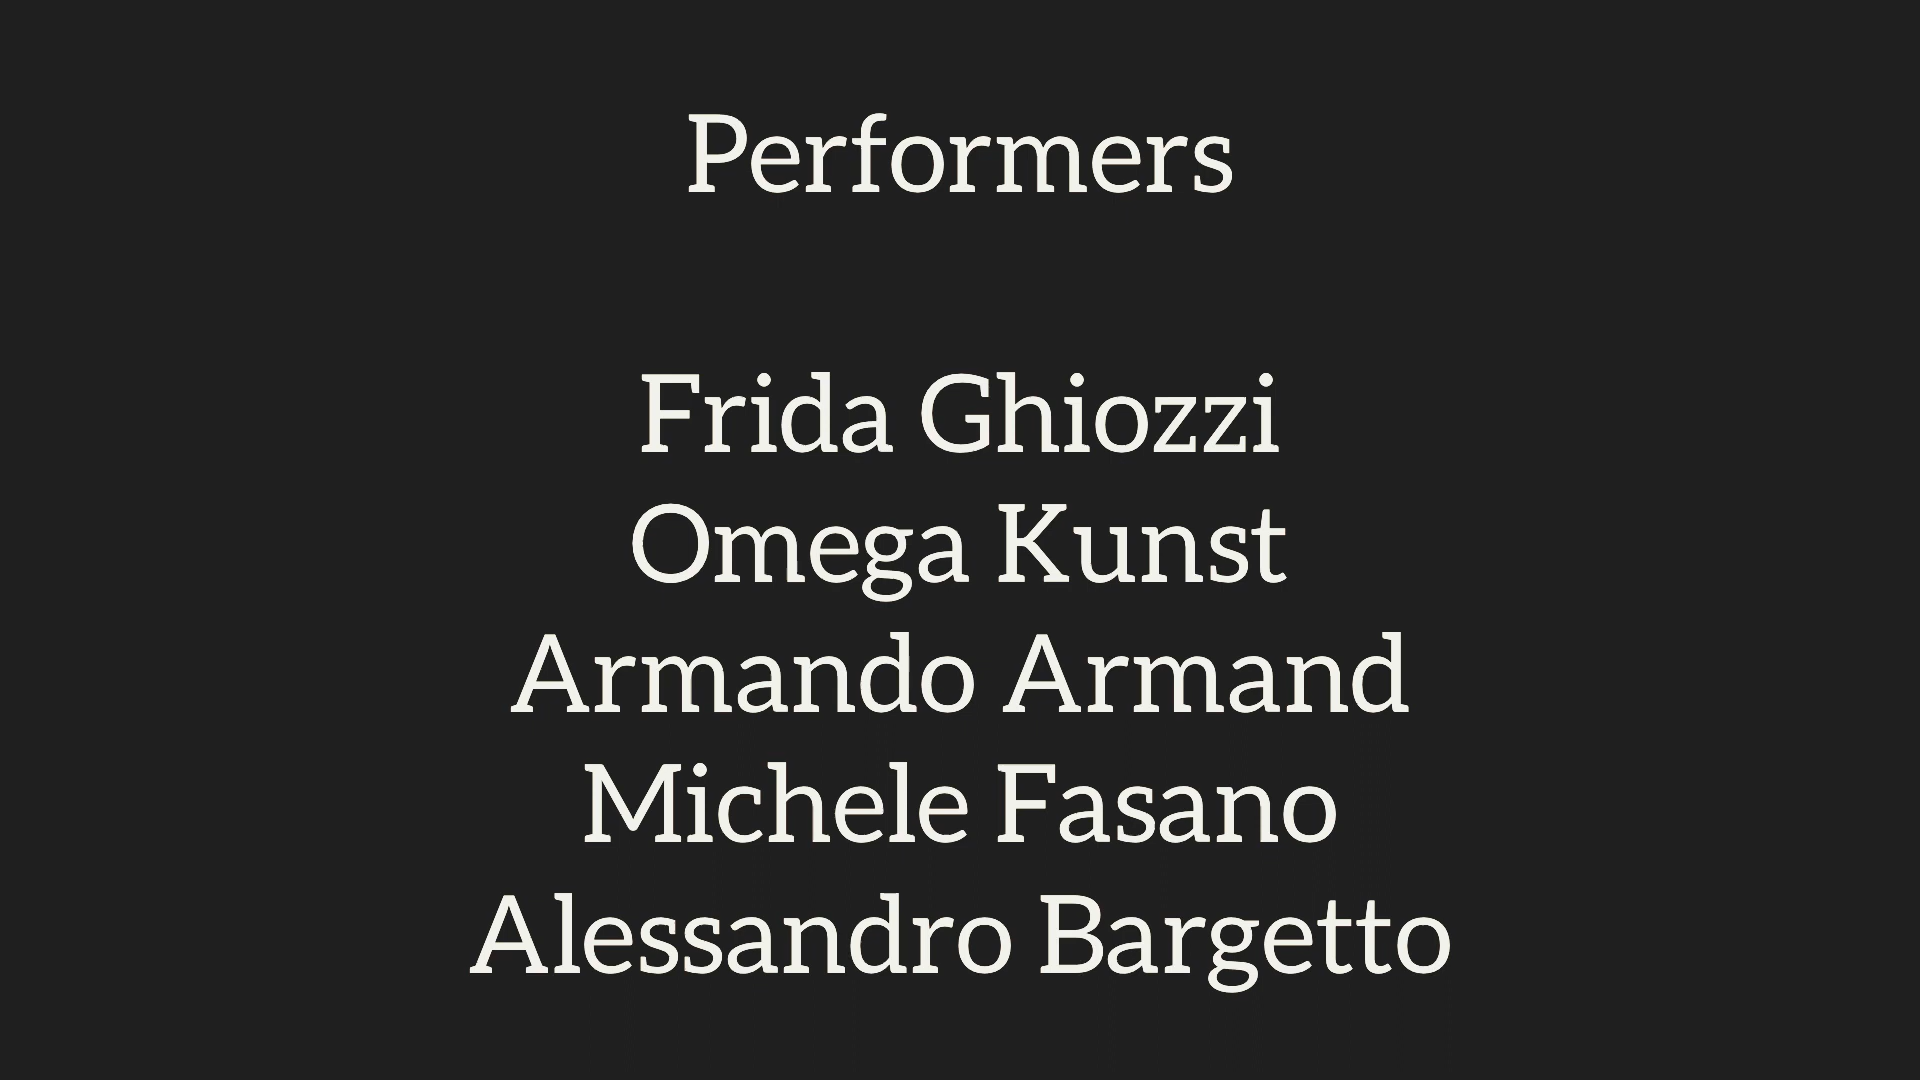 Performers
Frida Ghiozzi
Omega Kunst
Armando Armand
Michele Fasano
Alessandro Bargetto